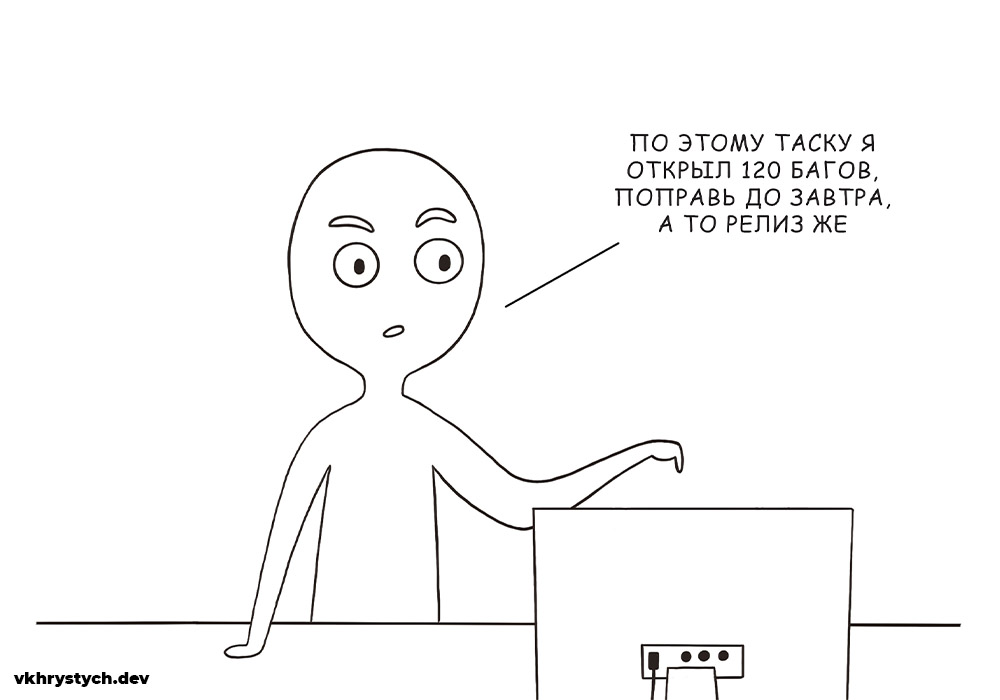 ПО ЭТОМУ ТАСКУ Я
ОТКРЫЛ 120 БАГОВ,
ПОПРАВЬ ДО ЗАВТРА,
А ТО РЕЛИЗ ЖЕ
vkhrystych.dev